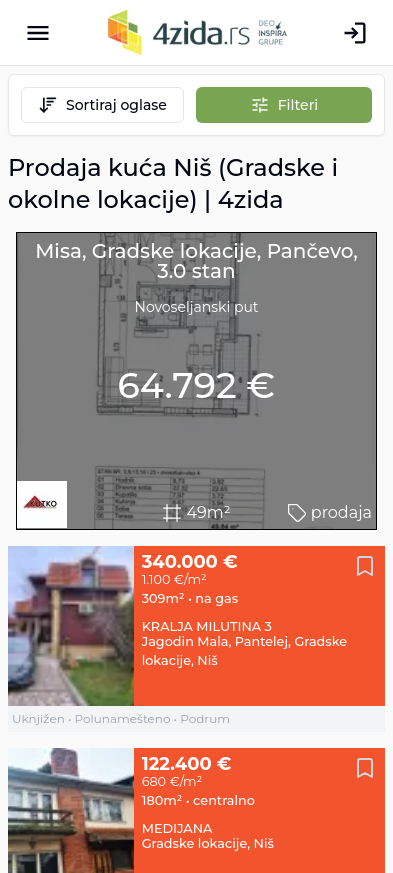 4zida.rs DEO INSPIRA GRUPE
Sortiraj oglase Filteri
Prodaja kuća Niš (Gradske i
okolne lokacije) | 4zida
Misa, Gradske lokacije, Pančevo,
3.0 stan
Novoseljanski put
64.792 €
49m² prodaja
340.000 €
1.100 €/m²
309m² • na gas
KRALJA MILUTINA 3
Jagodin Mala, Pantelej, Gradske
lokacije, Niš
Uknjižen • Polunamešteno • Podrum
122.400 €
680 €/m²
180m² • centralno
MEDIJANA
Gradske lokacije, Niš